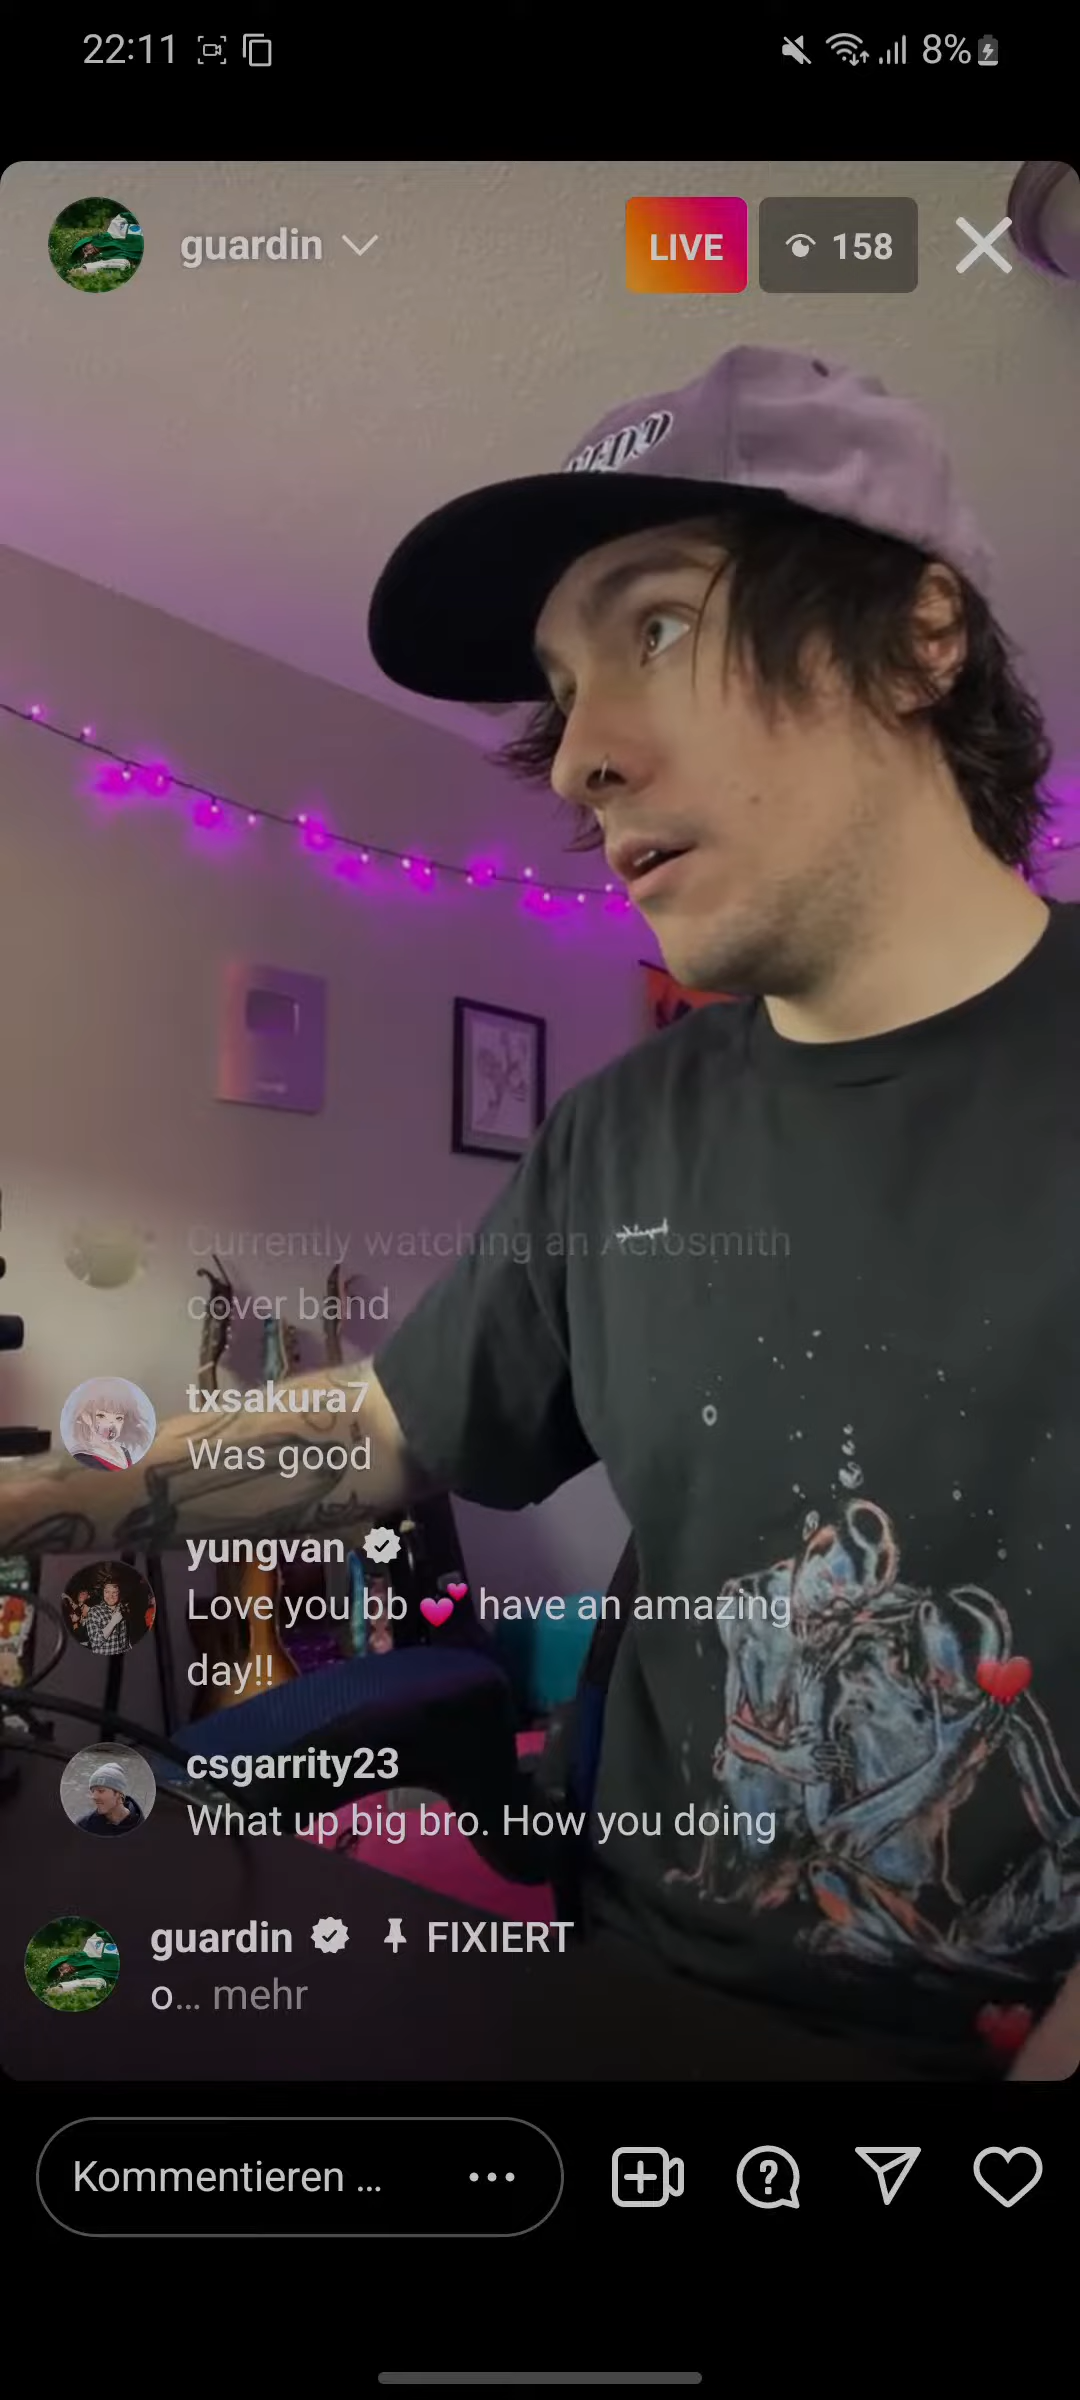 22:11
8%
guardin
LIVE
158
Currently watching an Aerosmith
cover band
txsakura7
Was good
yungvan
Love you bb 💕 have an amazing
day!!
csgarrity23
What up big bro. How you doing
guardin FIXIERT
o... mehr
Kommentieren ...